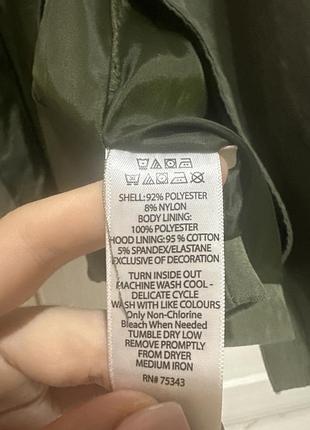 SHELL: 92% POLYESTER
8% NYLON
BODY LINING:
100% POLYESTER
HOOD LINING: 95 % COTTON
5% SPANDEX/ELASTANE
EXCLUSIVE OF DECORATION
TURN INSIDE OUT
MACHINE WASH COOL -
DELICATE CYCLE
WASH WITH LIKE COLOURS
Only Non-Chlorine
Bleach When Needed
TUMBLE DRY LOW
REMOVE PROMPTLY
FROM DRYER
MEDIUM IRON
RN# 75343